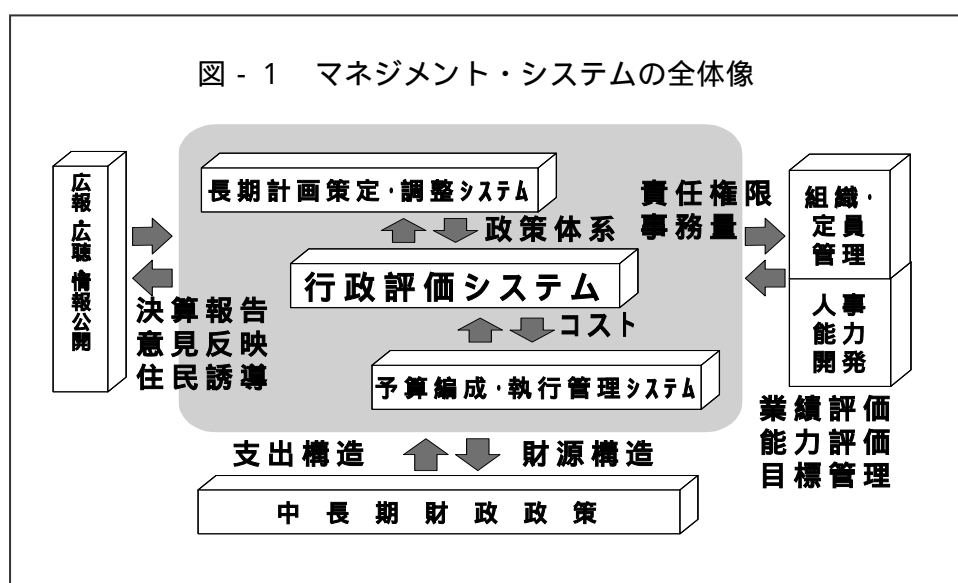 図 - 1　マネジメント・システムの全体像
広報・広聴・情報公開
長期計画策定・調整システム
責任権限
事務量
組織・
定員
管理
政策体系
行政評価システム
決算報告
意見反映
住民誘導
コスト
人事
能力
開発
予算編成・執行管理システム
業績評価
能力評価
目標管理
支出構造
財源構造
中長期財政政策